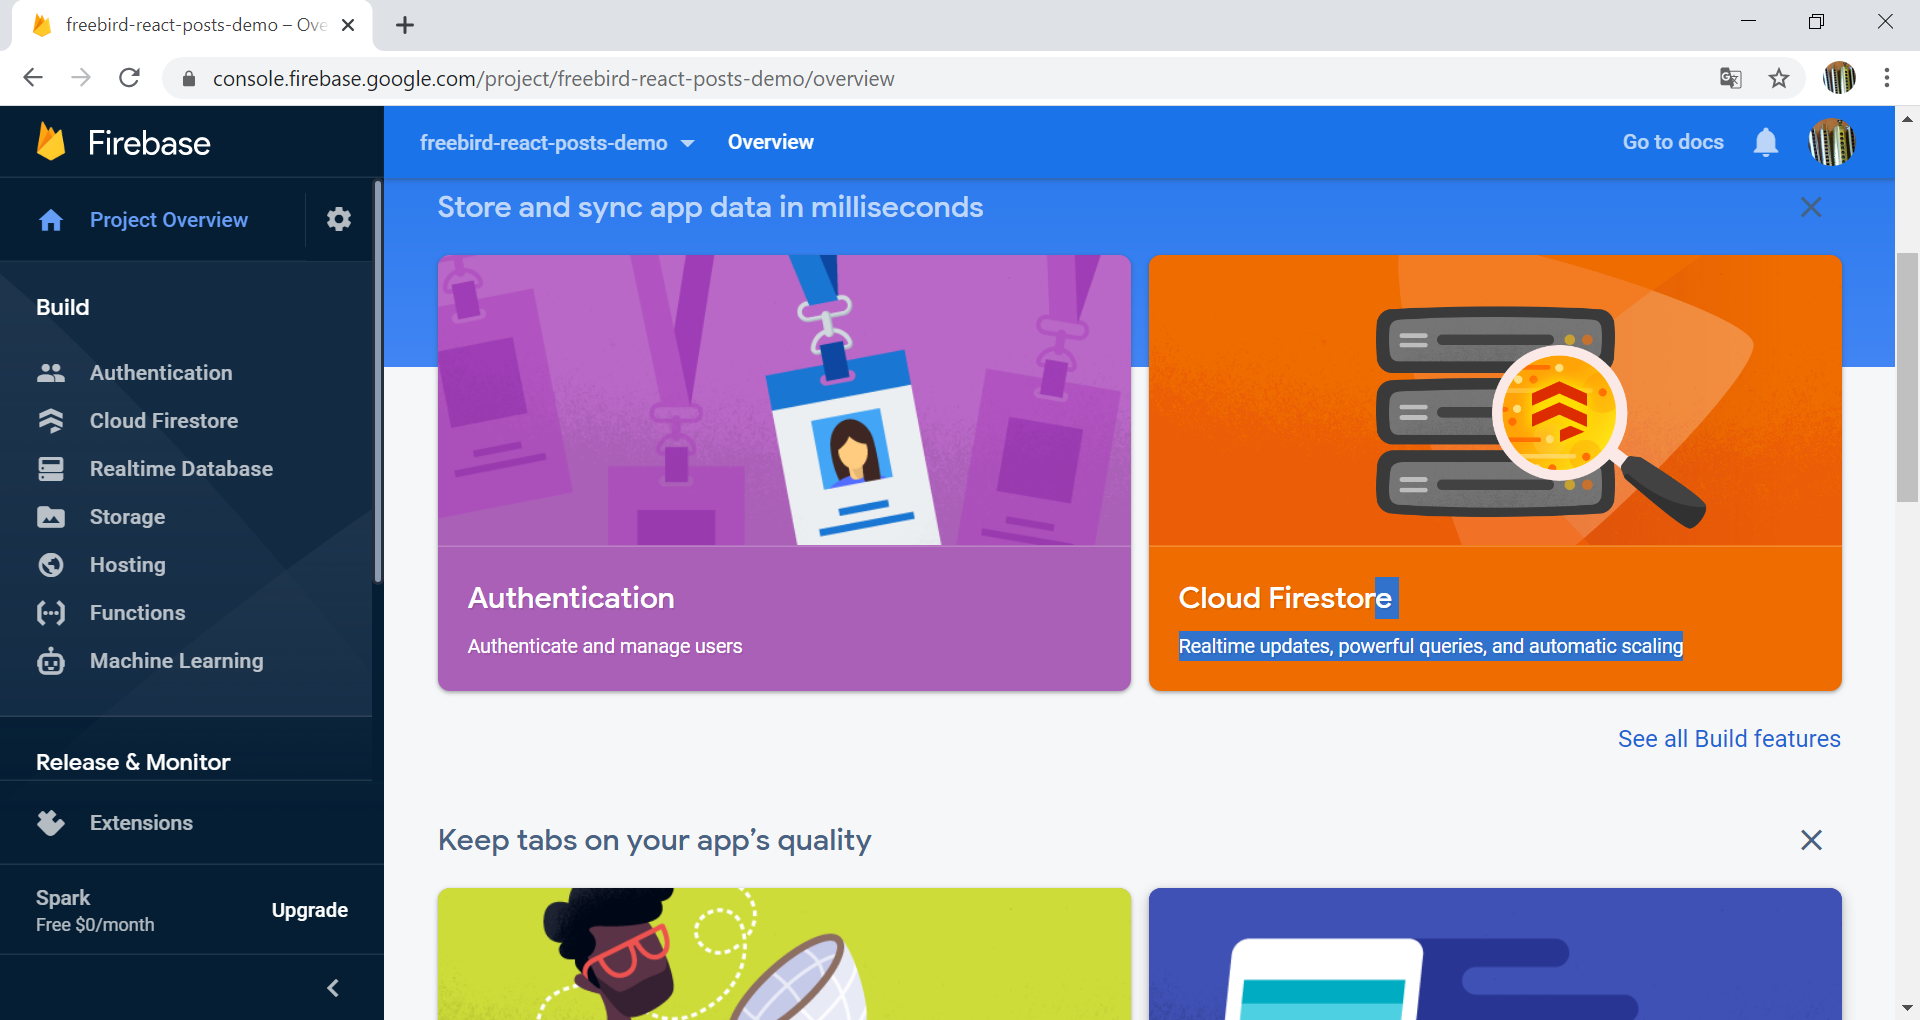 freebird-react-posts-demo – Ove
console.firebase.google.com/project/freebird-react-posts-demo/overview
Firebase
freebird-react-posts-demo Overview Go to docs
Project Overview
Build
Authentication
Cloud Firestore
Realtime Database
Storage
Hosting
Functions
Machine Learning
Release & Monitor
Extensions
Spark
Free $0/month
Upgrade
Store and sync app data in milliseconds
Authentication
Authenticate and manage users
Cloud Firestore
Realtime updates, powerful queries, and automatic scaling
See all Build features
Keep tabs on your app’s quality